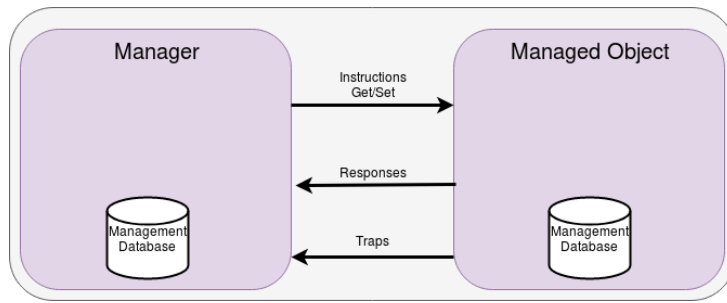 Manager
Managed Object
Instructions
Get/Set
Responses
Traps
Management
Database
Management
Database